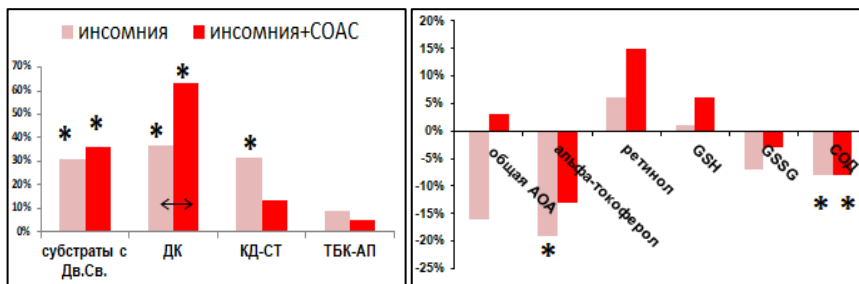 инсомния
инсомния+СОАС
70%
60%
50%
40%
30%
20%
10%
0%
*
*
*
*
*
субстраты с
Дв.Св.
ДК
КД-СТ
ТБК-АП
20%
15%
10%
5%
0%
-5%
-10%
-15%
-20%
-25%
общая АОА
альфа-токоферол
ретинол
GSH
GSSG
СОД
*
*
*